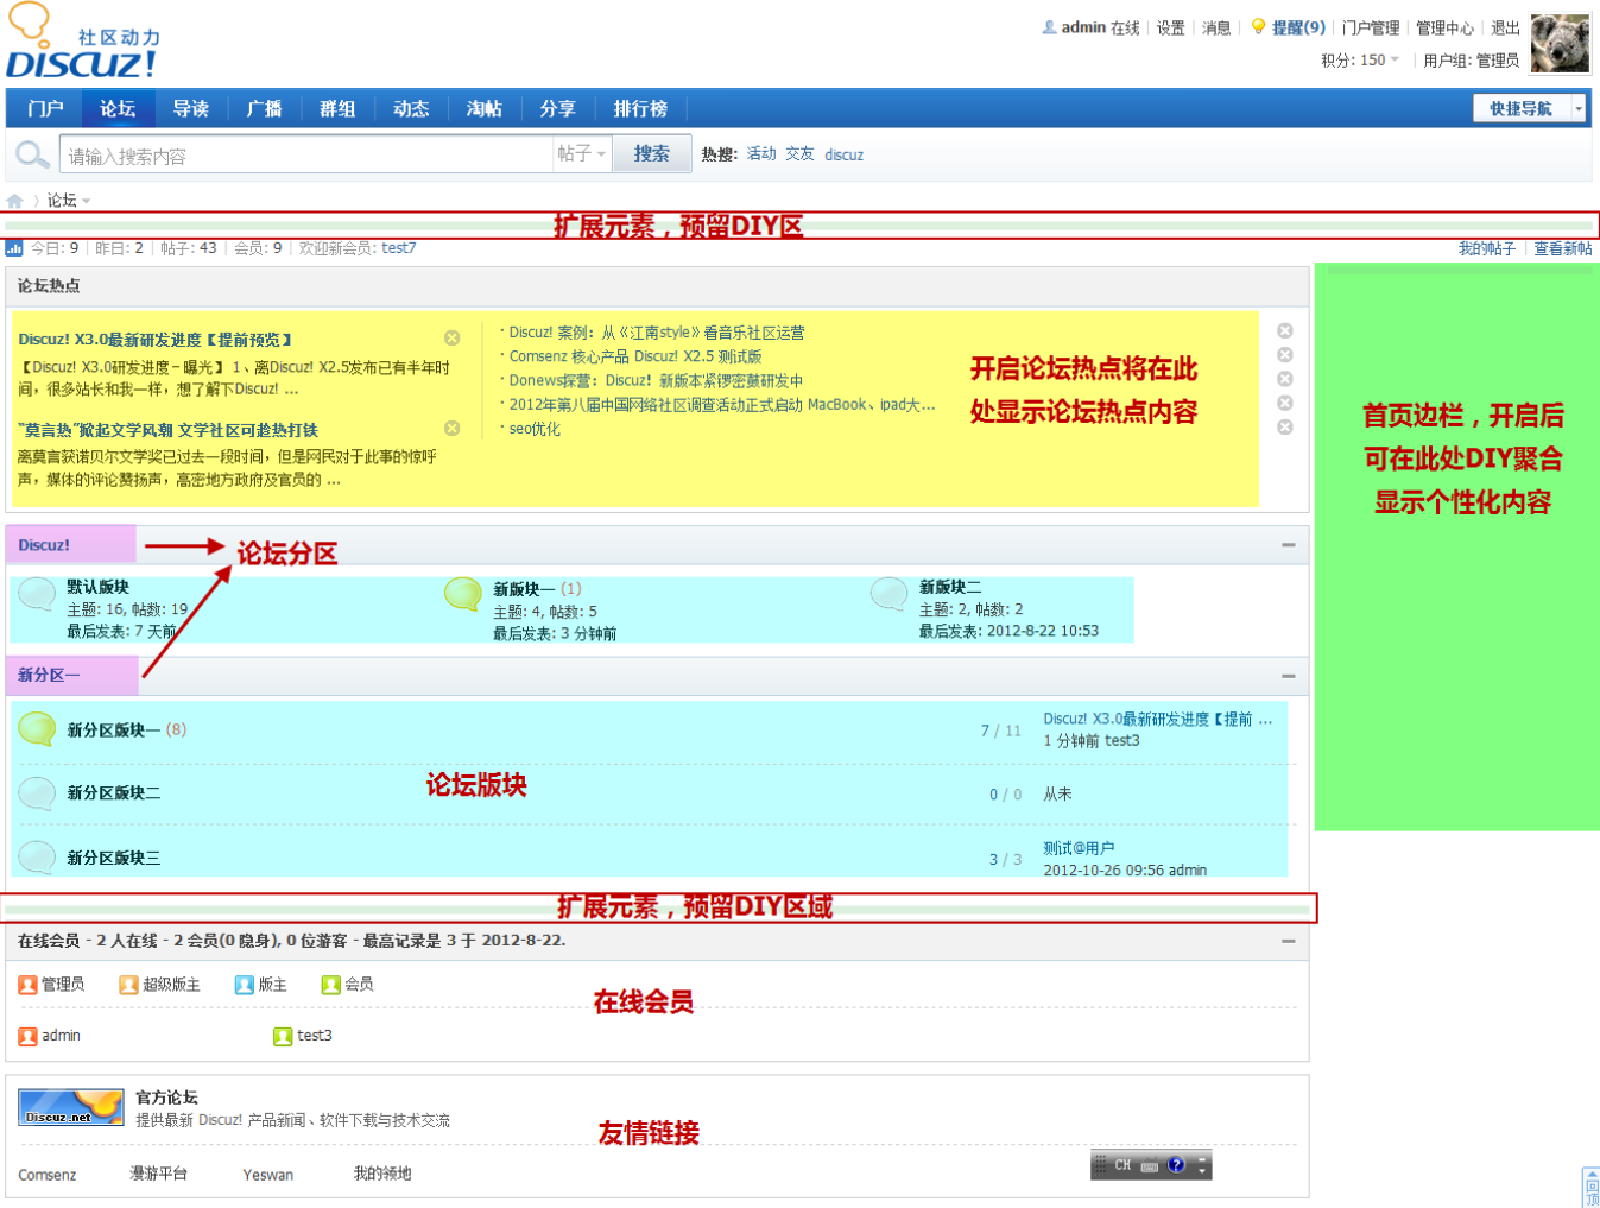 社区动力
DISCUZ!
admin 在线 设置 消息 提醒(9) 门户管理 管理中心 退出
积分: 150 用户组: 管理员
门户 论坛 导读 广播 群组 动态 淘帖 分享 排行榜 快捷导航
请输入搜索内容 帖子 搜索 热搜: 活动 交友 discuz
论坛
扩展元素，预留DIY区
今日: 9 昨日: 2 帖子: 43 会员: 9 欢迎新会员: test7 我的帖子 查看新帖
论坛热点
Discuz! X3.0最新研发进度【提前预览】
【Discuz! X3.0研发进度－曝光】 1、离Discuz! X2.5发布已有半年时
间，很多站长和我一样，想了解下Discuz! ...
“莫言热”掀起文学风潮 文学社区可趁热打铁
离莫言获诺贝尔文学奖已过去一段时间，但是网民对于此事的惊呼
声，媒体的评论赞扬声，高密地方政府及官员的 ...
Discuz! 案例：从《江南style》看音乐社区运营
Comsenz 核心产品 Discuz! X2.5 测试版
Donews探营：Discuz！新版本紧锣密鼓研发中
2012年第八届中国网络社区调查活动正式启动 MacBook、ipad大...
seo优化
开启论坛热点将在此
处显示论坛热点内容
首页边栏，开启后
可在此处DIY聚合
显示个性化内容
Discuz!
论坛分区
默认版块
主题: 16, 帖数: 19
最后发表: 7 天前
新版块一 (1)
主题: 4, 帖数: 5
最后发表: 3 分钟前
新版块二
主题: 2, 帖数: 2
最后发表: 2012-8-22 10:53
新分区一
新分区版块一 (8) 7 / 11 Discuz! X3.0最新研发进度【提前 ...
1 分钟前 test3
论坛版块
新分区版块二 0 / 0 从未
新分区版块三 3 / 3 测试@用户
2012-10-26 09:56 admin
扩展元素，预留DIY区域
在线会员 - 2 人在线 - 2 会员(0 隐身), 0 位游客 - 最高记录是 3 于 2012-8-22.
管理员 超级版主 版主 会员
在线会员
admin test3
Discuz.net
官方论坛
提供最新 Discuz! 产品新闻、软件下载与技术交流
友情链接
CH ?
Comsenz 漫游平台 Yeswan 我的领地
回
顶